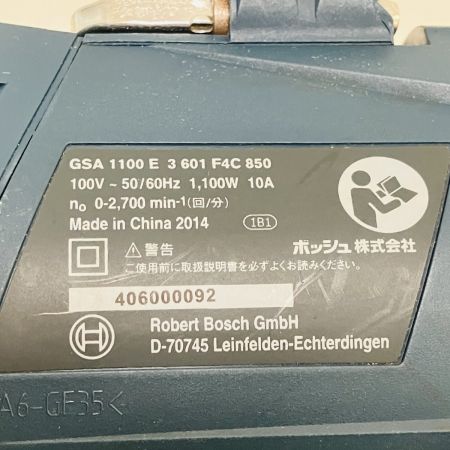 GSA 1100 E 3 601 F4C 850
100V ~ 50/60Hz 1,100W 10A
n₀ 0-2,700 min-1(回/分)
Made in China 2014 1B1 ボッシュ株式会社
⚠警告
ご使用前に取扱説明書を必ずよくお読みください。
406000092
Robert Bosch GmbH
D-70745 Leinfelden-Echterdingen
A6-GF35<